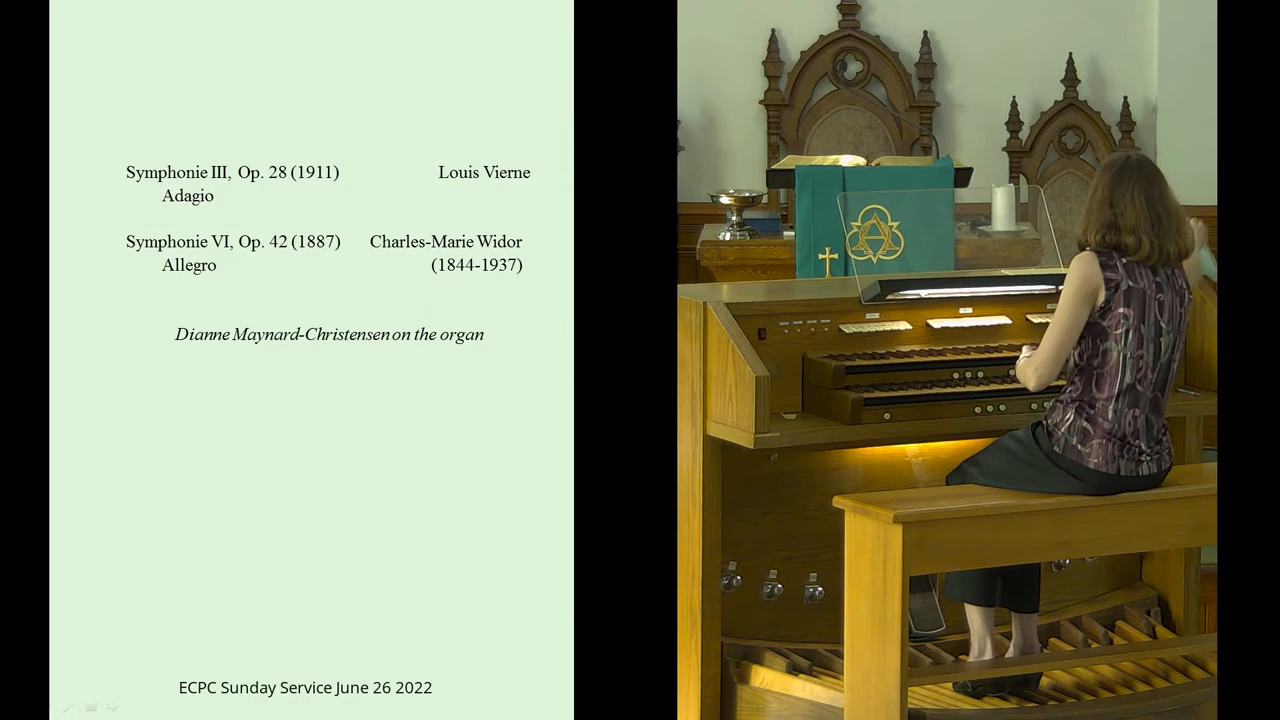 Symphonie III, Op. 28 (1911) Louis Vierne
Adagio
Symphonie VI, Op. 42 (1887) Charles-Marie Widor
Allegro (1844-1937)
Dianne Maynard-Christensen on the organ
ECPC Sunday Service June 26 2022